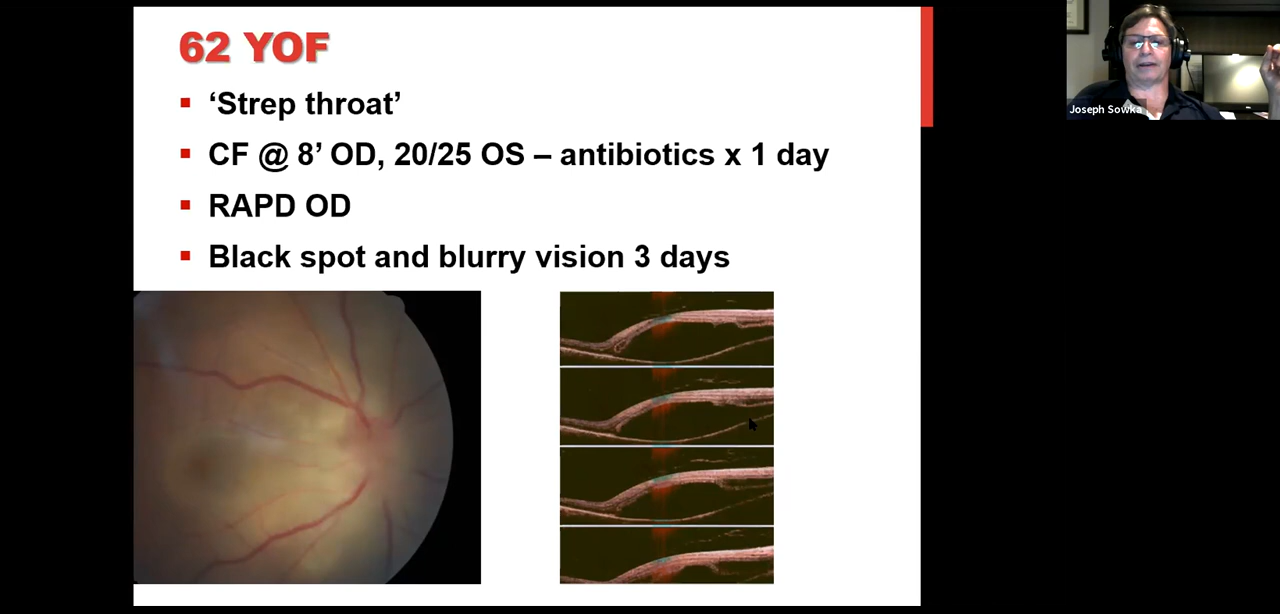 62 YOF
‘Strep throat’
CF @ 8’ OD, 20/25 OS – antibiotics x 1 day
RAPD OD
Black spot and blurry vision 3 days
Joseph Sowka